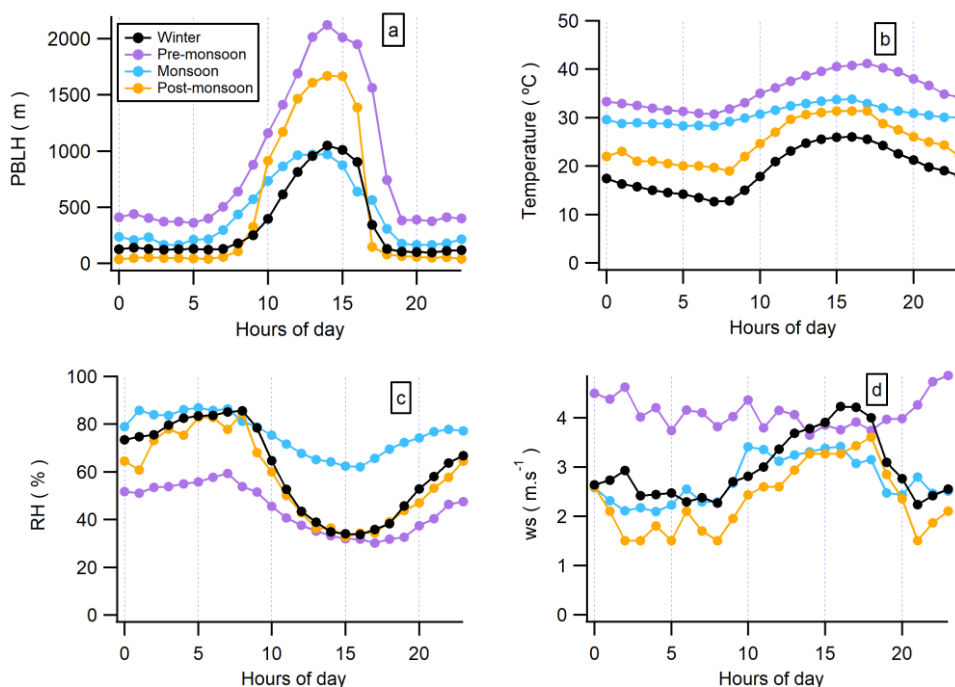 a
Winter
Pre-monsoon
Monsoon
Post-monsoon
PBLH ( m )
2000
1500
1000
500
0
0 5 10 15 20
Hours of day
b
Temperature ( ºC )
50
40
30
20
10
0
0 5 10 15 20
Hours of day
c
RH ( % )
100
80
60
40
20
0
0 5 10 15 20
Hours of day
d
ws ( m.s⁻¹ )
4
3
2
1
0
0 5 10 15 20
Hours of day